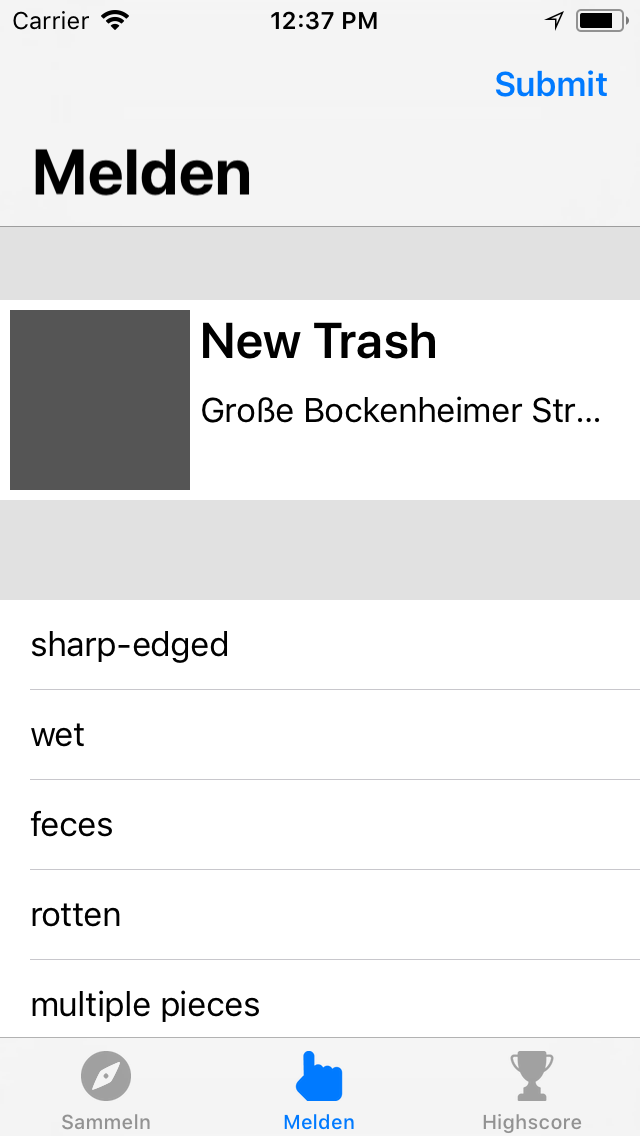 Carrier 12:37 PM
Submit
Melden
New Trash
Große Bockenheimer Str...
sharp-edged
wet
feces
rotten
multiple pieces
Sammeln Melden Highscore